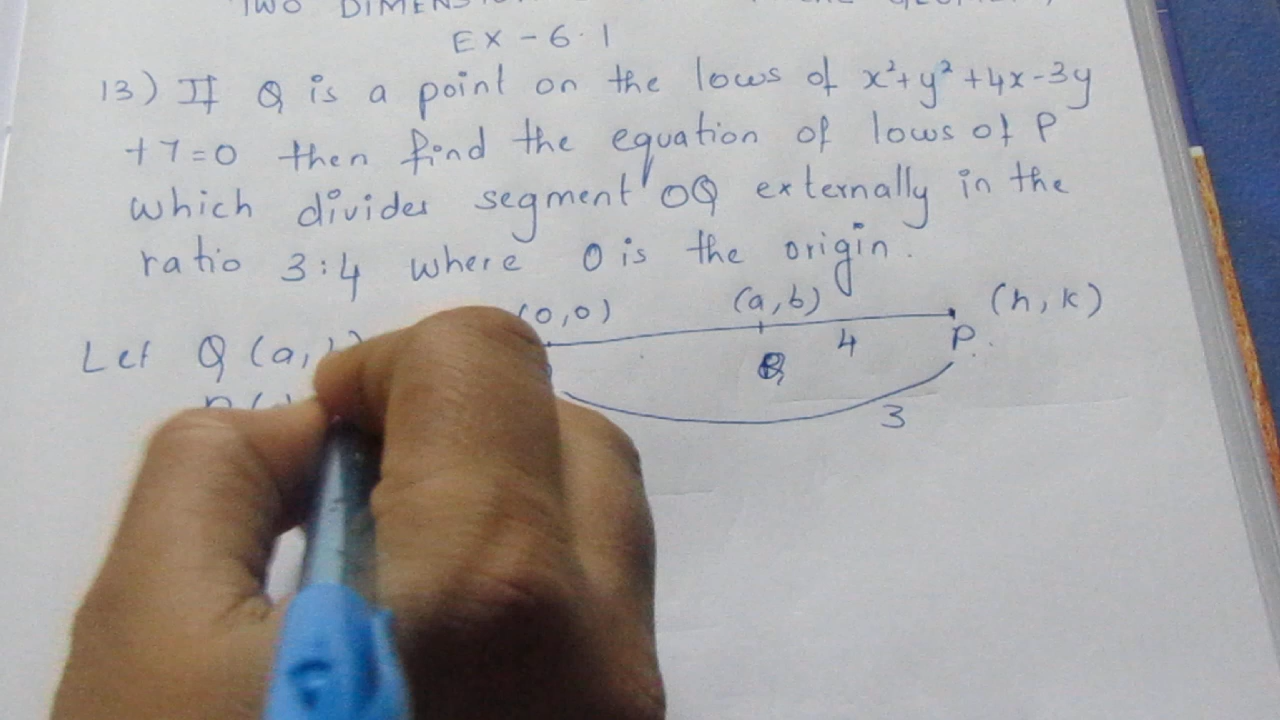 TWO DIMENS
EX - 6.1
13) If Q is a point on the lows of x²+y²+4x-3y
+7=0 then find the equation of lows of P
which divides segment OQ externally in the
ratio 3:4 where O is the origin.
(0,0) (a,b) (h,k)
Let Q(a,
4 P
Q
3